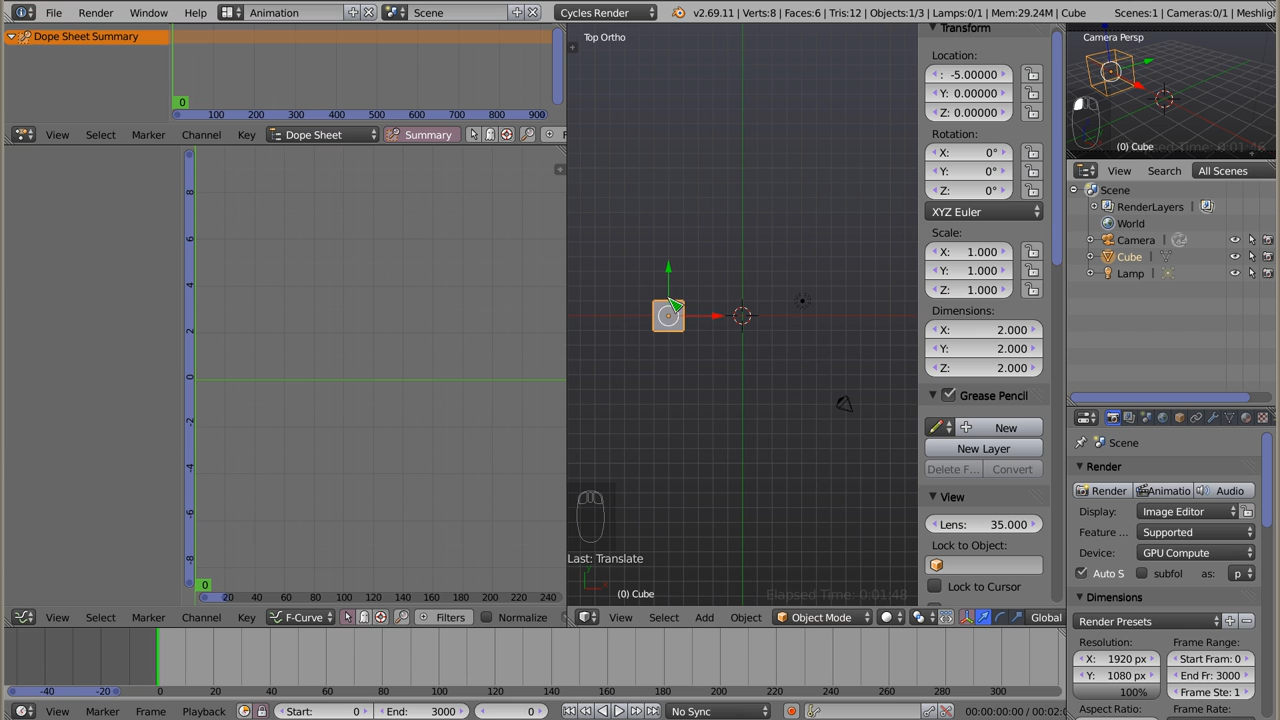 File Render Window Help Animation Scene Cycles Render v2.69.11 | Verts:8 | Faces:6 | Tris:12 | Objects:1/3 | Lamps:0/1 | Mem:29.24M | Unknown Scenes:1 | Cameras:0/1 | Meshligh
Dope Sheet Summary
0
100 200 300 400 500 600 700 800 900
View Select Marker Channel Key Dope Sheet Summary F
8
6
4
2
0
-2
-4
-6
-8
0
20 40 60 80 100 120 140 160 180 200 220 240
View Select Marker Channel Key F-Curve Filters Normalize
Top Ortho
Last: Translate
(0) Cube
Elapsed Time: 0:01:48
View Select Add Object Object Mode Global
Transform
Location:
: -5.00000
Y: 0.00000
Z: 0.00000
Rotation:
X: 0°
Y: 0°
Z: 0°
XYZ Euler
Scale:
X: 1.000
Y: 1.000
Z: 1.000
Dimensions:
X: 2.000
Y: 2.000
Z: 2.000
Grease Pencil
New
New Layer
Delete F... Convert
View
Lens: 35.000
Lock to Object:
Lock to Cursor
Camera Persp
(0) Cube
View Search All Scenes
Scene
RenderLayers |
World
Camera |
Cube |
Lamp |
Scene
Render
Render Animatio Audio
Display: Image Editor
Feature ... Supported
Device: GPU Compute
Auto S subfol as: p
Dimensions
Render Presets
Resolution: Frame Range:
X: 1920 px Start Fram: 0
Y: 1080 px End Fr: 3000
100% Frame Ste: 1
Aspect Ratio: Frame Rate:
-40 -20 0 20 40 60 80 100 120 140 160 180 200 220 240 260 280 300
View Marker Frame Playback Start: 0 End: 3000 0 No Sync 00:00:00:00 / 00:02:0